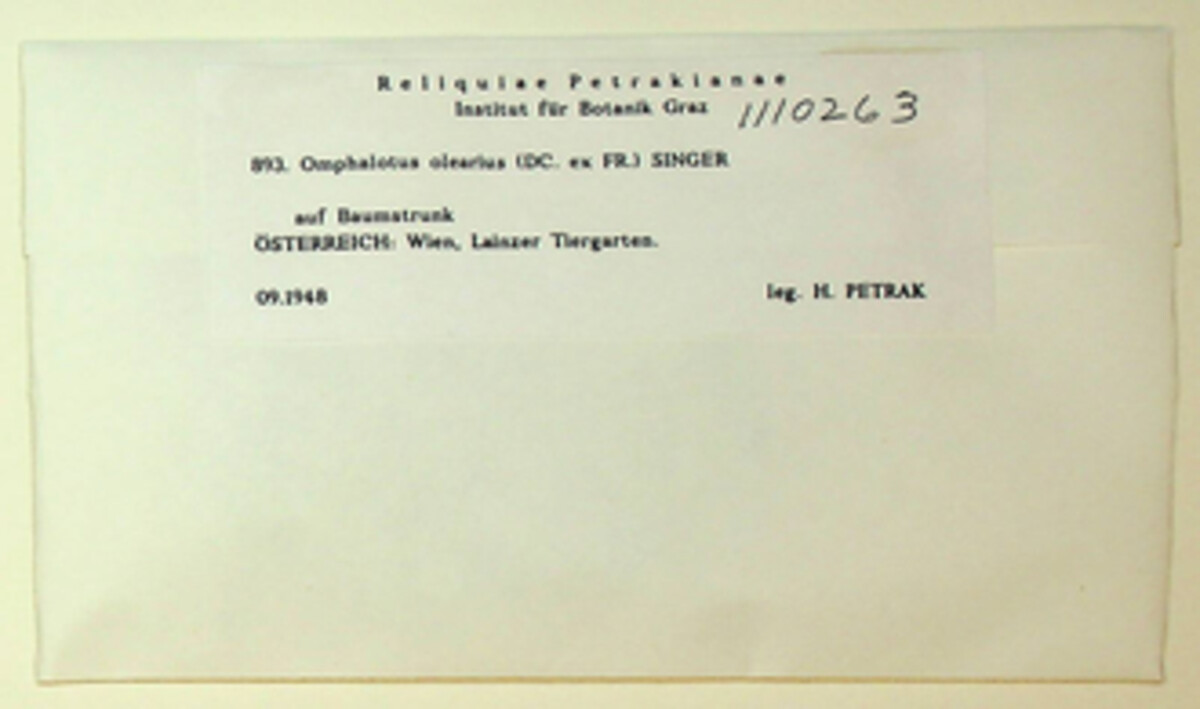 Reliquiae Petrakianae
Institut für Botanik Graz 1110263
893. Omphalotus olearius (DC. ex FR.) SINGER
auf Baumstrunk
ÖSTERREICH: Wien, Lainzer Tiergarten.
09.1948 leg. H. PETRAK